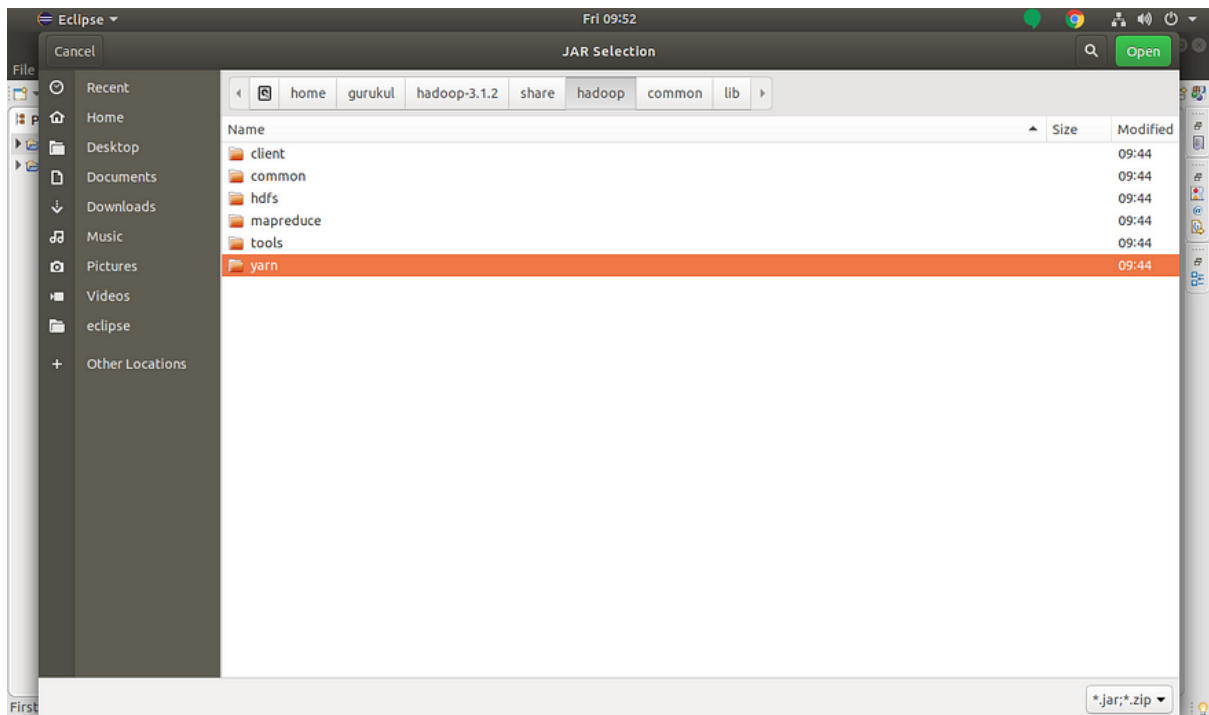 Eclipse Fri 09:52
Cancel JAR Selection Open
File
Recent home gurukul hadoop-3.1.2 share hadoop common lib
P Home Name Size Modified
Desktop client 09:44
Documents common 09:44
Downloads hdfs 09:44
Music mapreduce 09:44
tools 09:44
Pictures yarn 09:44
Videos
eclipse
+ Other Locations
*.jar;*.zip
First